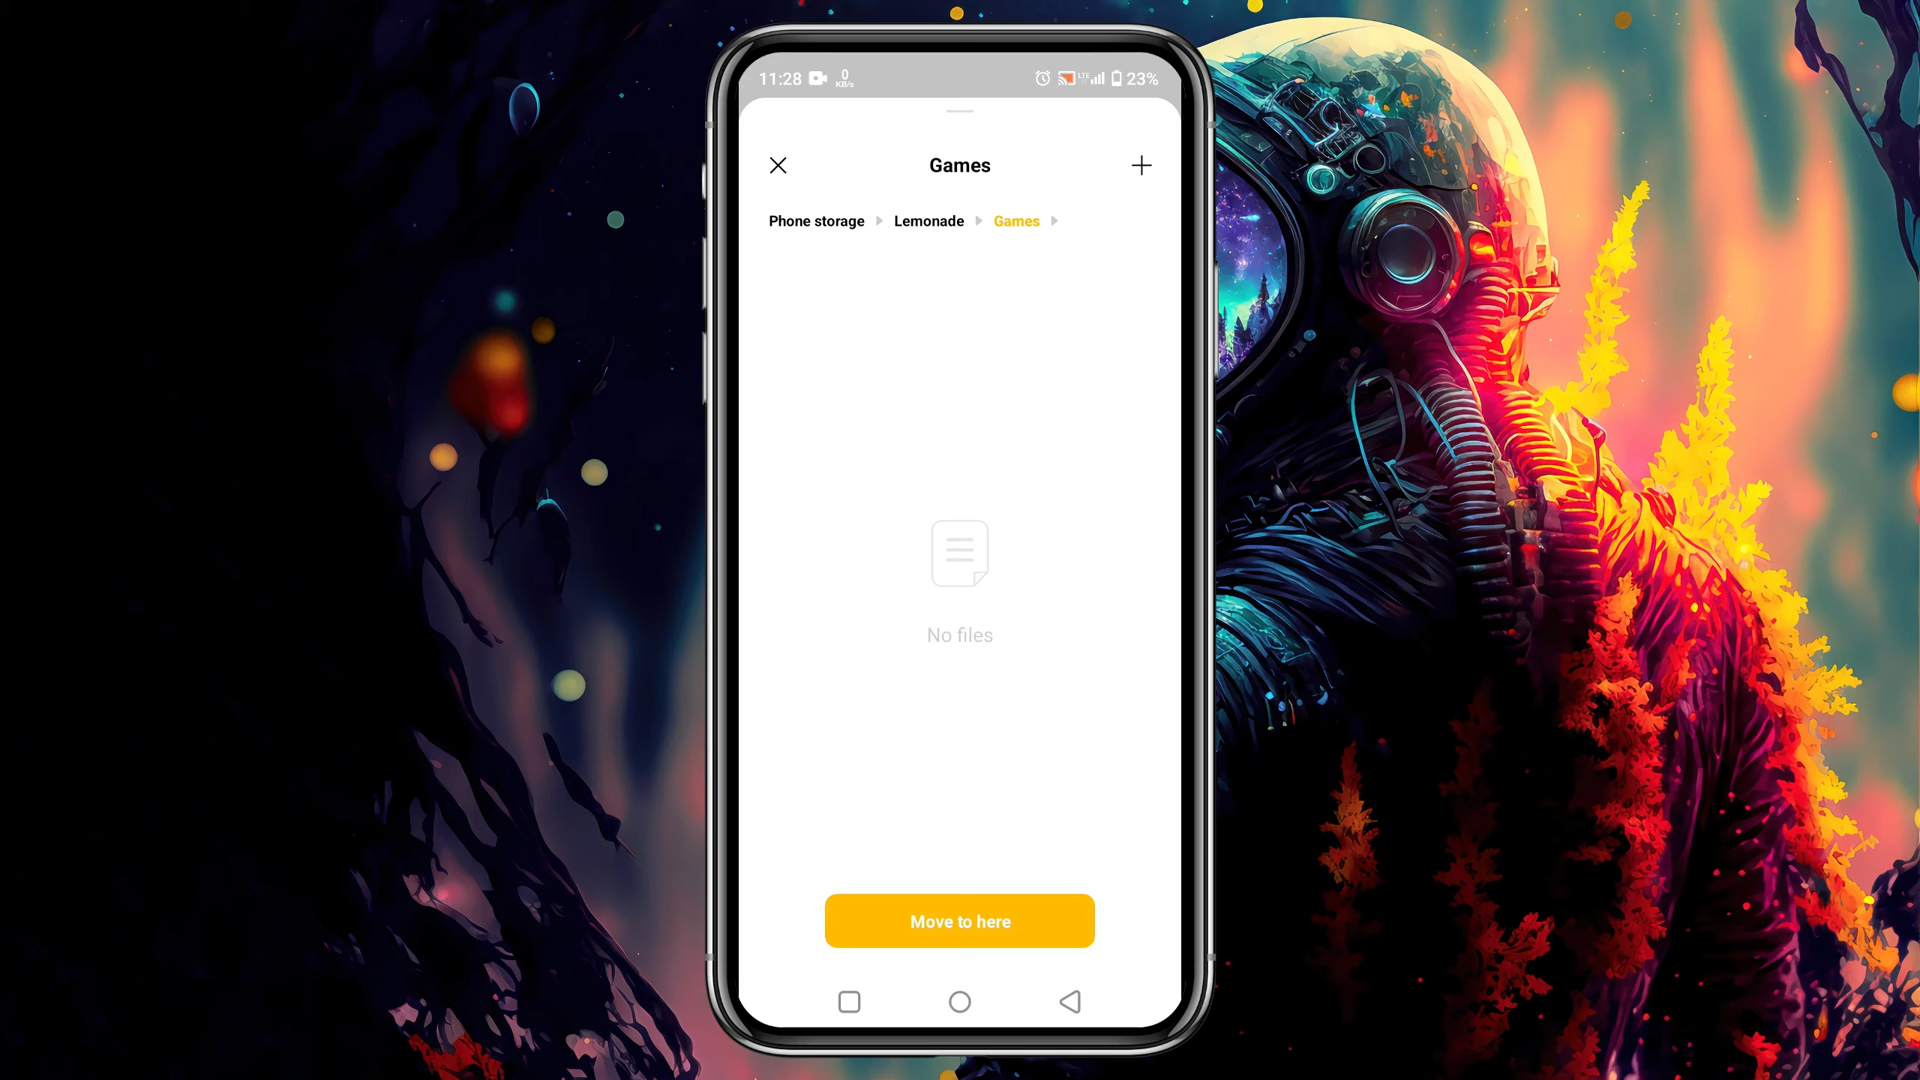 11:28 0 KB/s LTE 23%
Games
Phone storage Lemonade Games
No files
Move to here